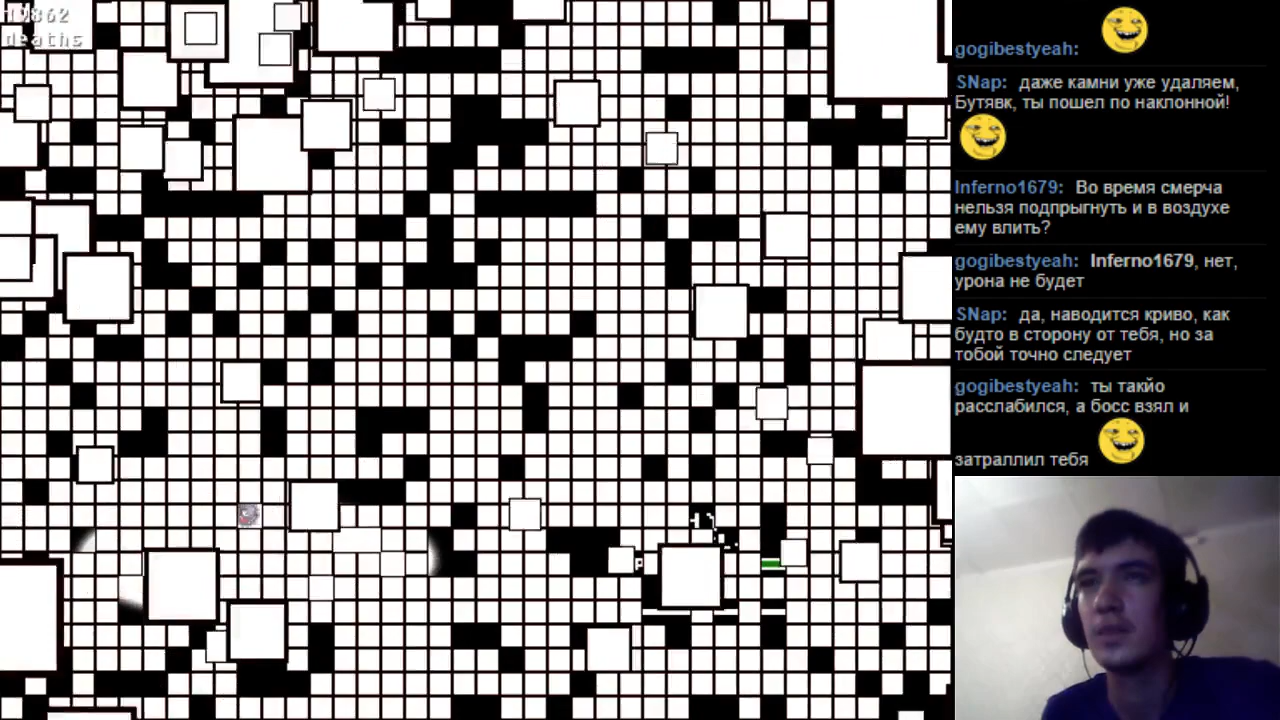 deaths
gogibestyeah:
SNap: даже камни уже удаляем,
Бутявк, ты пошел по наклонной!
Inferno1679: Во время смерча
нельзя подпрыгнуть и в воздухе
ему влить?
gogibestyeah: Inferno1679, нет,
урона не будет
SNap: да, наводится криво, как
будто в сторону от тебя, но за
тобой точно следует
gogibestyeah: ты такйо
расслабился, а босс взял и
затраллил тебя